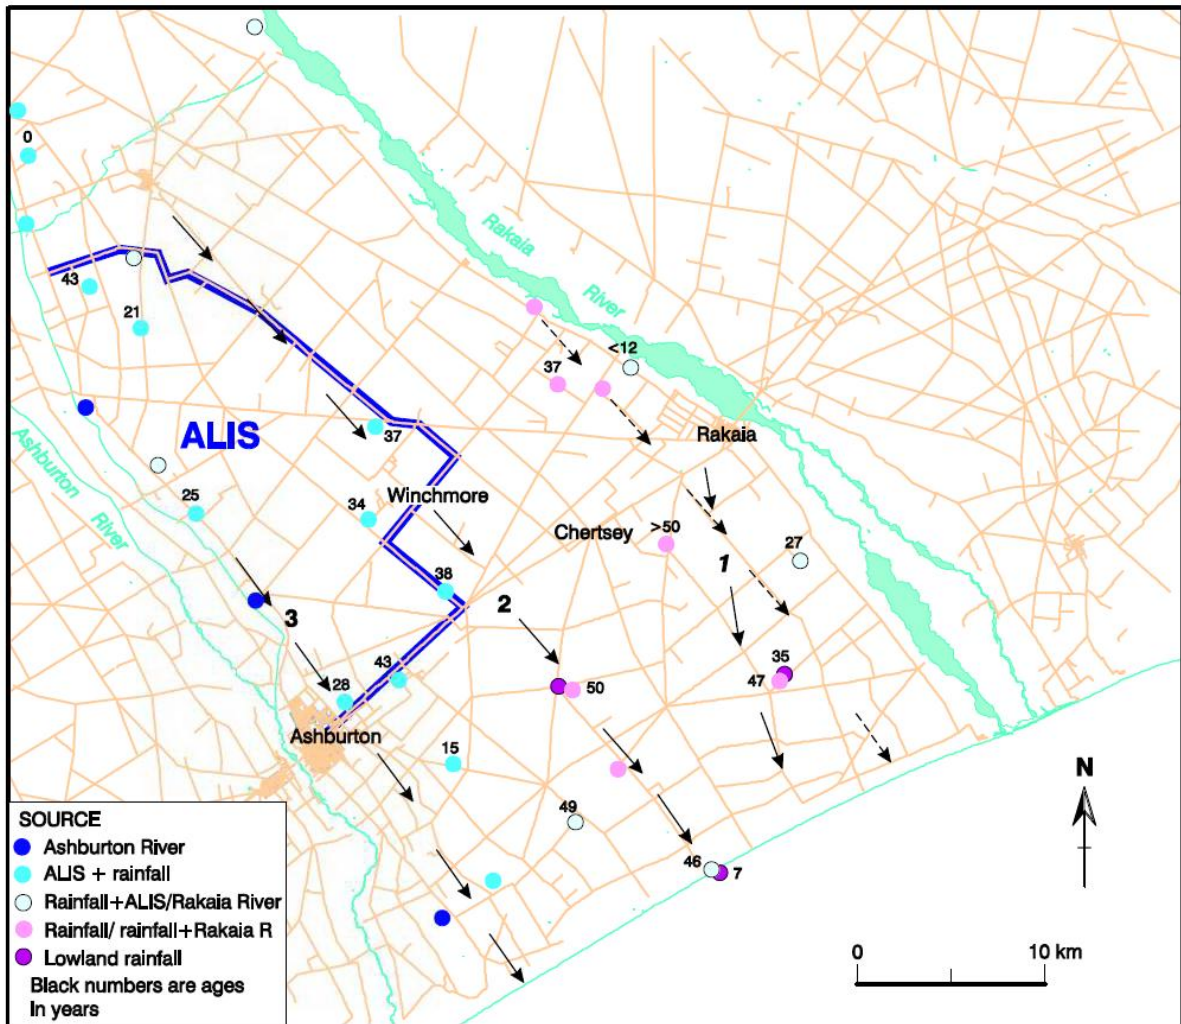 0
Rakaia
River
43
21
<12
37
ALIS
37
Rakaia
Ashburton
River
25
34
Winchmore
Chertsey
>50
27
1
38
2
3
43
35
47
28
50
Ashburton
15
N
49
46
7
SOURCE
Ashburton River
ALIS + rainfall
Rainfall+ALIS/Rakaia River
Rainfall/ rainfall+Rakaia R
Lowland rainfall
Black numbers are ages
In years
0 10 km